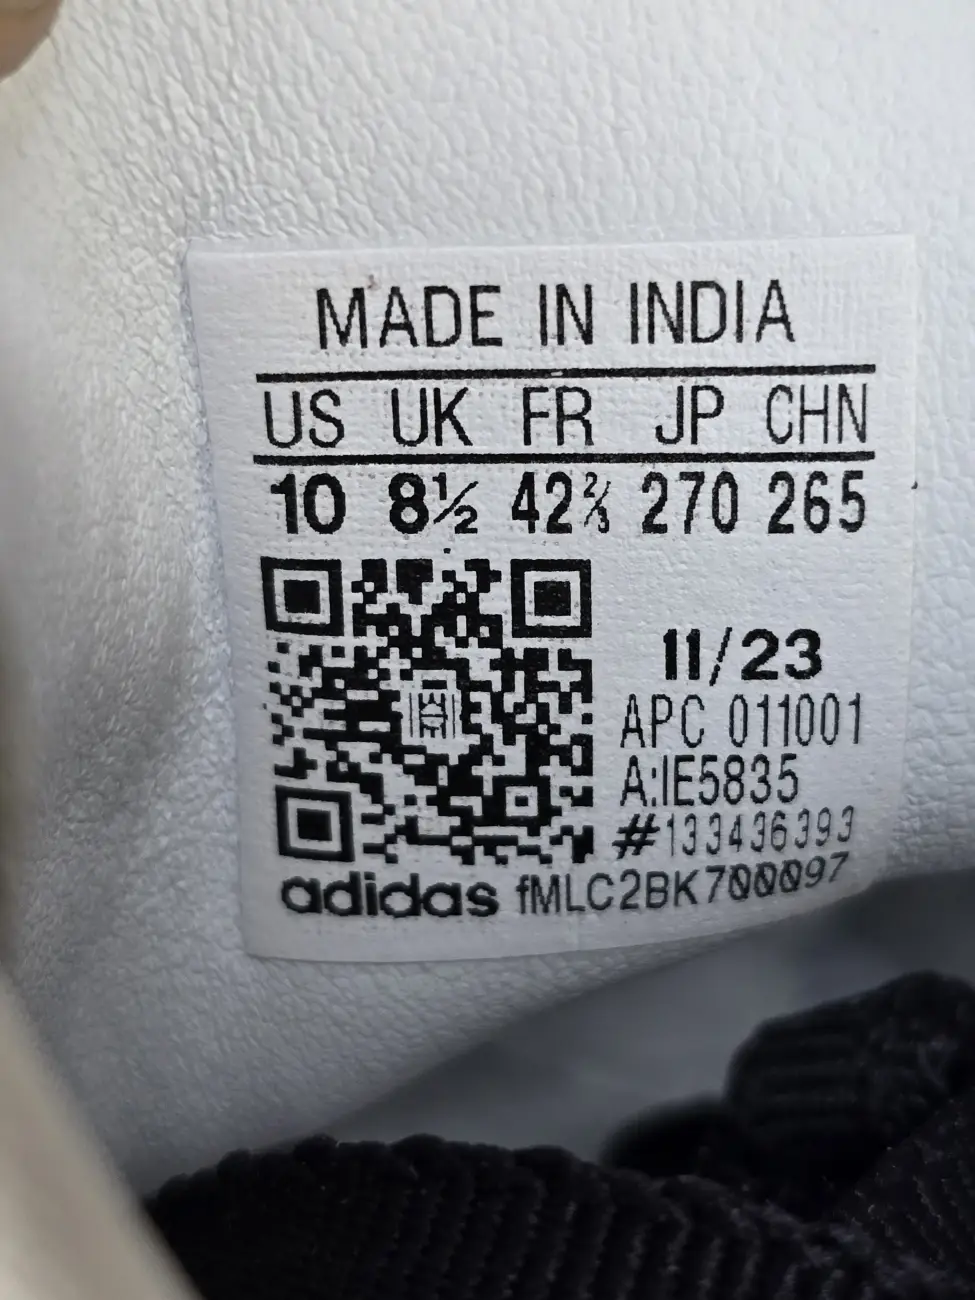 MADE IN INDIA
US UK FR JP CHN
10 8½ 42⅔ 270 265
11/23
APC 011001
A:IE5835
#133436393
adidas fMLC2BK700097